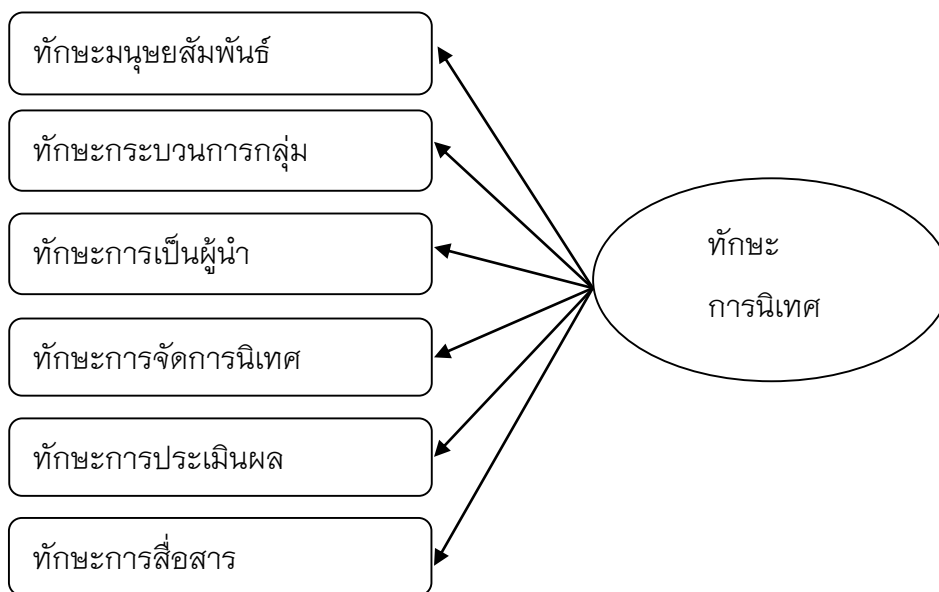 ทักษะมนุษยสัมพันธ์
ทักษะกระบวนการกลุ่ม
ทักษะการเป็นผู้นำ
ทักษะการจัดการนิเทศ
ทักษะการประเมินผล
ทักษะการสื่อสาร
ทักษะ
การนิเทศ